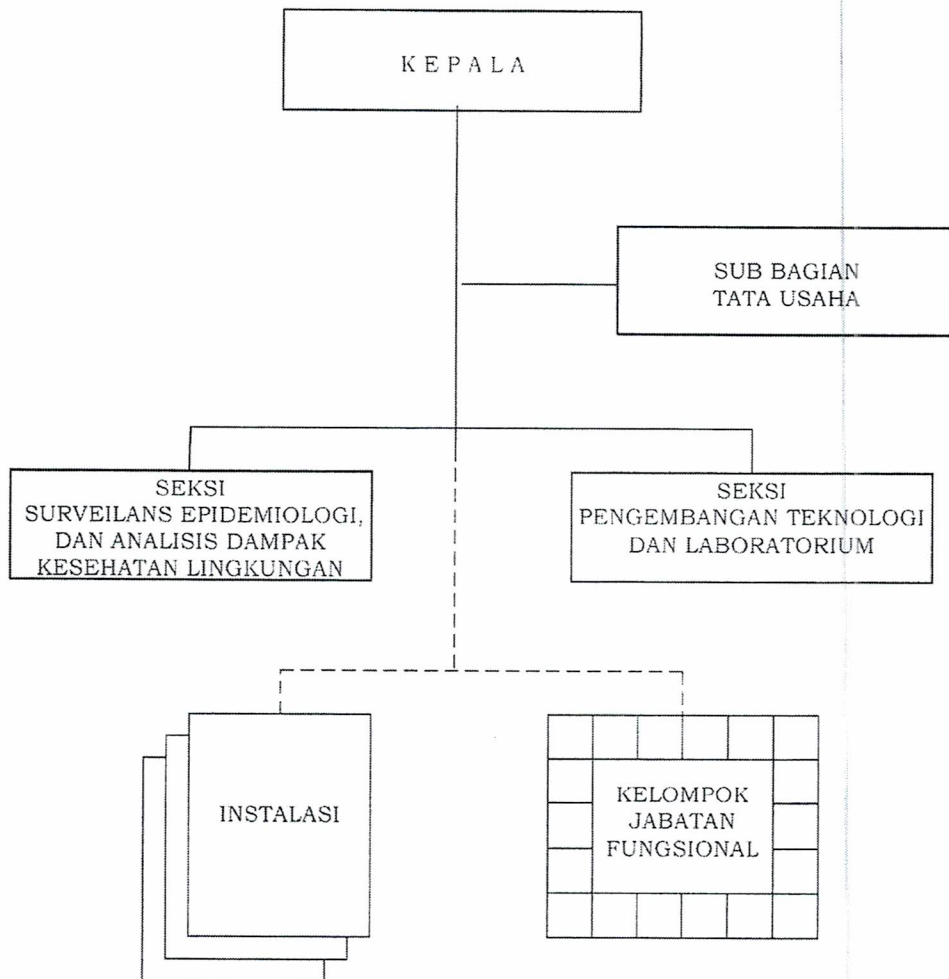 KEPALA
SUB BAGIAN
TATA USAHA
SEKSI
SURVEILANS EPIDEMIOLOGI,
DAN ANALISIS DAMPAK
KESEHATAN LINGKUNGAN
SEKSI
PENGEMBANGAN TEKNOLOGI
DAN LABORATORIUM
INSTALASI
KELOMPOK
JABATAN
FUNGSIONAL